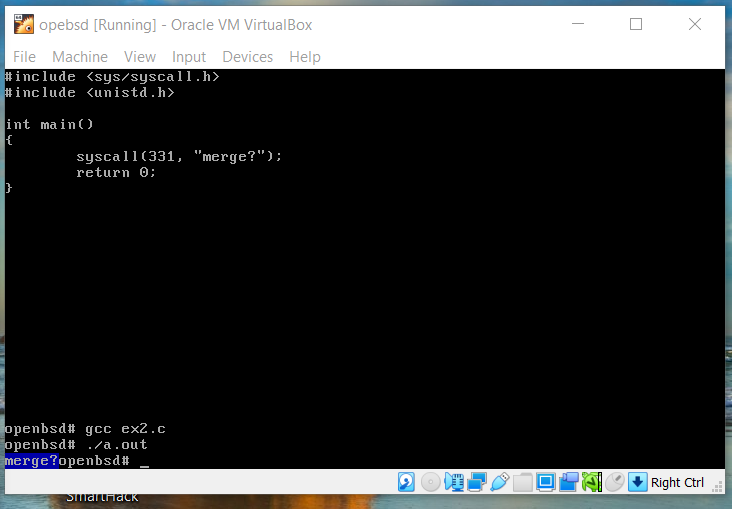 opebsd [Running] - Oracle VM VirtualBox
File Machine View Input Devices Help
#include <sys/syscall.h>
#include <unistd.h>
int main()
{
        syscall(331, "merge?");
        return 0;
}
openbsd# gcc ex2.c
openbsd# ./a.out
merge?openbsd# _
Right Ctrl
SmartHack